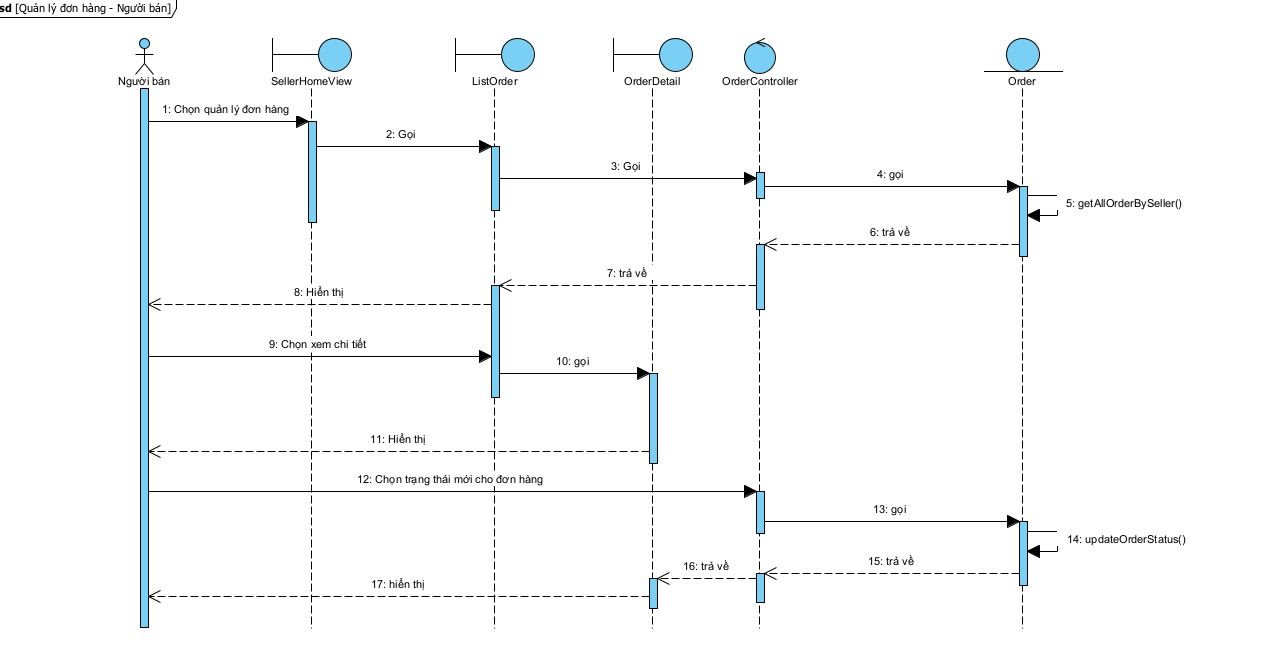 sd [Quản lý đơn hàng - Người bán]
Người bán
SellerHomeView
ListOrder
OrderDetail
OrderController
Order
1: Chọn quản lý đơn hàng
2: Gọi
3: Gọi
4: gọi
5: getAllOrderBySeller()
6: trả về
7: trả về
8: Hiển thị
9: Chọn xem chi tiết
10: gọi
11: Hiển thị
12: Chọn trạng thái mới cho đơn hàng
13: gọi
14: updateOrderStatus()
15: trả về
16: trả về
17: hiển thị